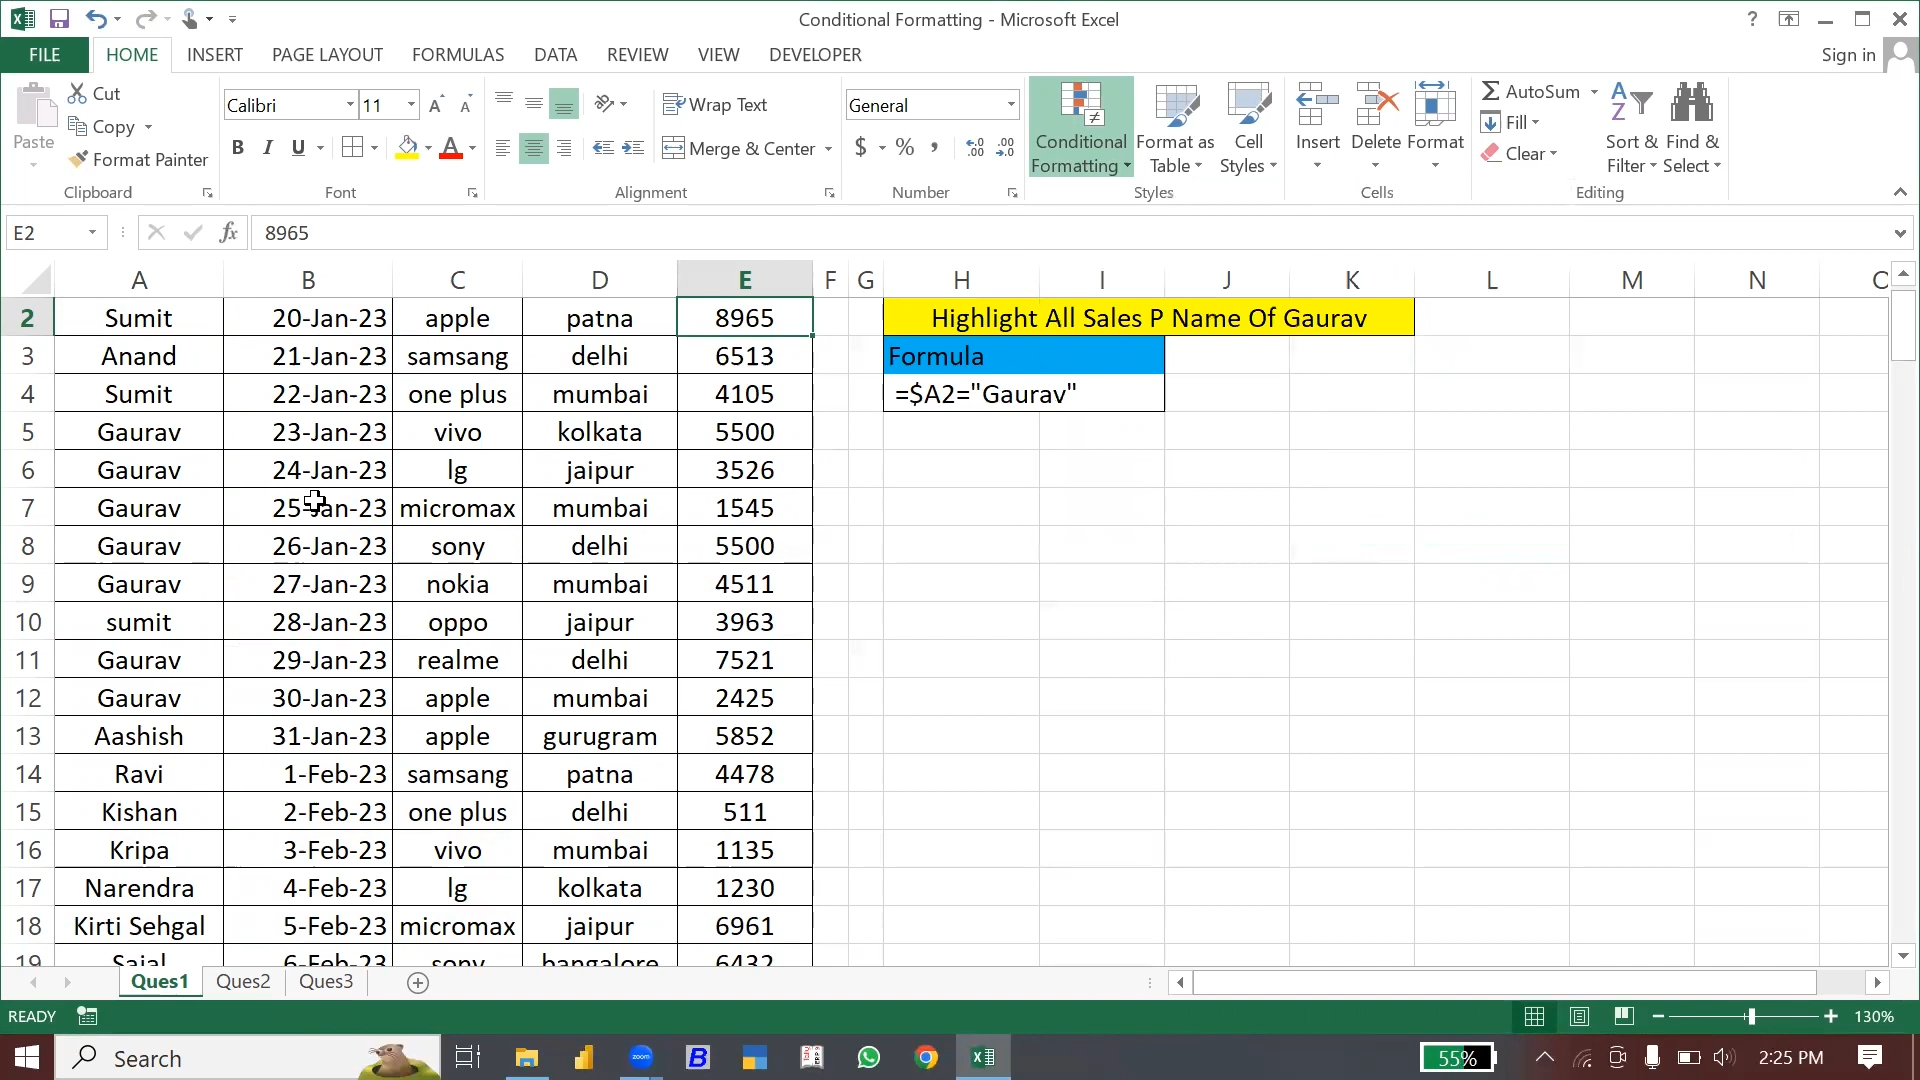 Conditional Formatting - Microsoft Excel
?
FILE HOME INSERT PAGE LAYOUT FORMULAS DATA REVIEW VIEW DEVELOPER Sign in
Cut
Copy
Format Painter
Paste
Clipboard
Calibri 11
B I U
Font
Wrap Text
Merge & Center
Alignment
General
$ % ,
Number
Conditional Formatting
Format as Table
Cell Styles
Styles
Insert Delete Format
Cells
AutoSum
Fill
Clear
Sort & Filter
Find & Select
Editing
E2 fx 8965
A B C D E F G H I J K L M N
2 Sumit 20-Jan-23 apple patna 8965 Highlight All Sales P Name Of Gaurav
3 Anand 21-Jan-23 samsang delhi 6513 Formula
4 Sumit 22-Jan-23 one plus mumbai 4105 =$A2="Gaurav"
5 Gaurav 23-Jan-23 vivo kolkata 5500
6 Gaurav 24-Jan-23 lg jaipur 3526
7 Gaurav 25-Jan-23 micromax mumbai 1545
8 Gaurav 26-Jan-23 sony delhi 5500
9 Gaurav 27-Jan-23 nokia mumbai 4511
10 sumit 28-Jan-23 oppo jaipur 3963
11 Gaurav 29-Jan-23 realme delhi 7521
12 Gaurav 30-Jan-23 apple mumbai 2425
13 Aashish 31-Jan-23 apple gurugram 5852
14 Ravi 1-Feb-23 samsang patna 4478
15 Kishan 2-Feb-23 one plus delhi 511
16 Kripa 3-Feb-23 vivo mumbai 1135
17 Narendra 4-Feb-23 lg kolkata 1230
18 Kirti Sehgal 5-Feb-23 micromax jaipur 6961
19 Sajal 6-Feb-23 sony bangalore 6432
Ques1 Ques2 Ques3
READY 130%
Search zoom 55% 2:25 PM